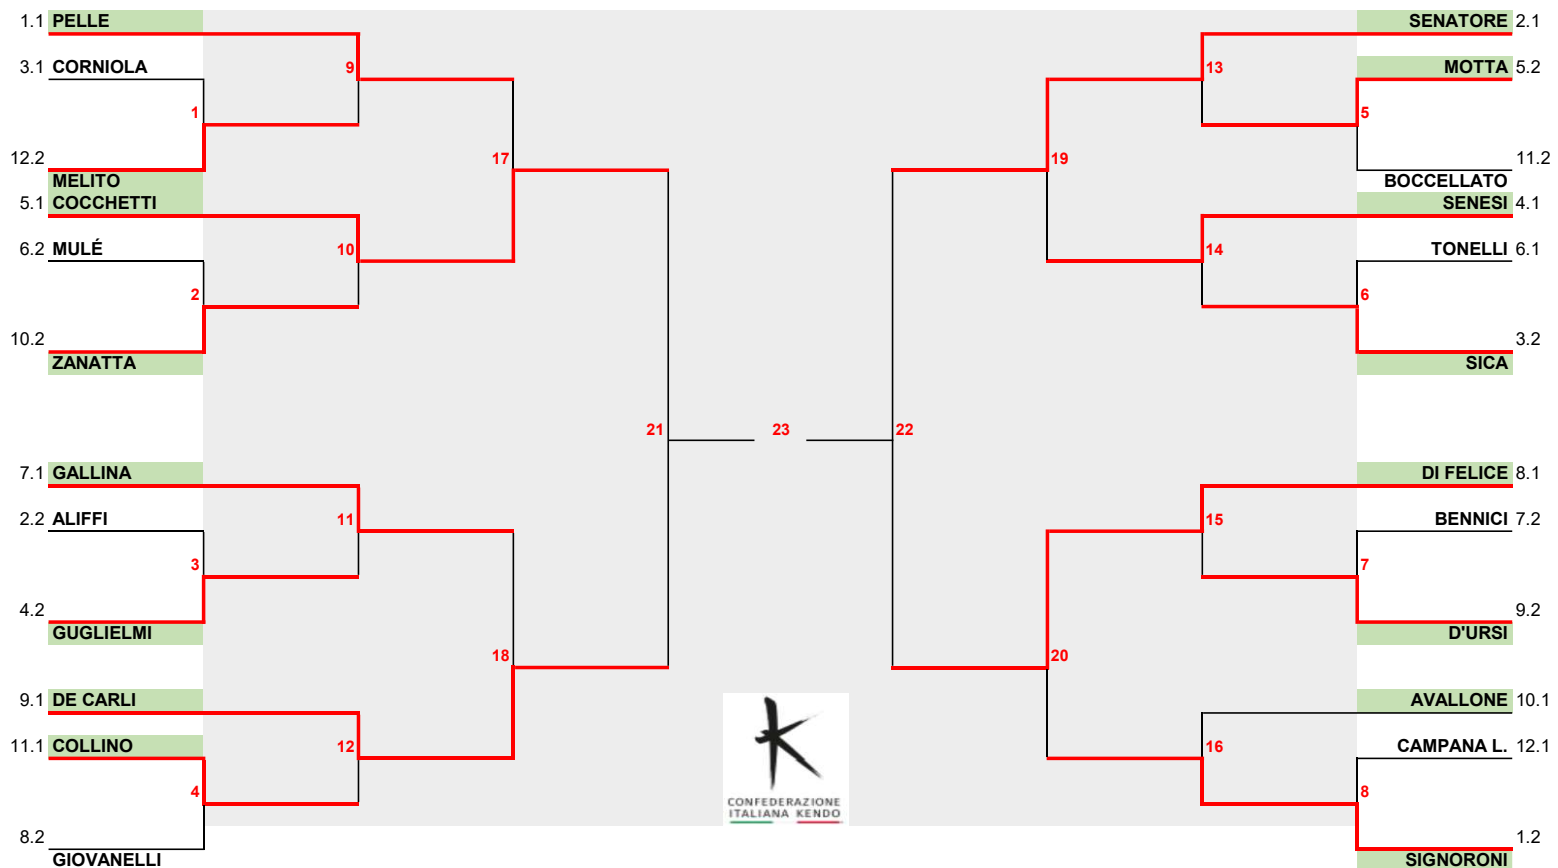 1.1 PELLE
SENATORE 2.1
3.1 CORNIOLA
9
13
MOTTA 5.2
1
5
12.2
17
19
11.2
MELITO
BOCCELLATO
5.1 COCCHETTI
SENESI 4.1
6.2 MULÉ
10
14
TONELLI 6.1
2
6
10.2
3.2
ZANATTA
SICA
21
23
22
7.1 GALLINA
DI FELICE 8.1
2.2 ALIFFI
11
15
BENNICI 7.2
3
7
4.2
9.2
GUGLIELMI
D'URSI
18
20
9.1 DE CARLI
AVALLONE 10.1
11.1 COLLINO
12
16
CAMPANA L. 12.1
4
8
CONFEDERAZIONE
ITALIANA KENDO
8.2
1.2
GIOVANELLI
SIGNORONI